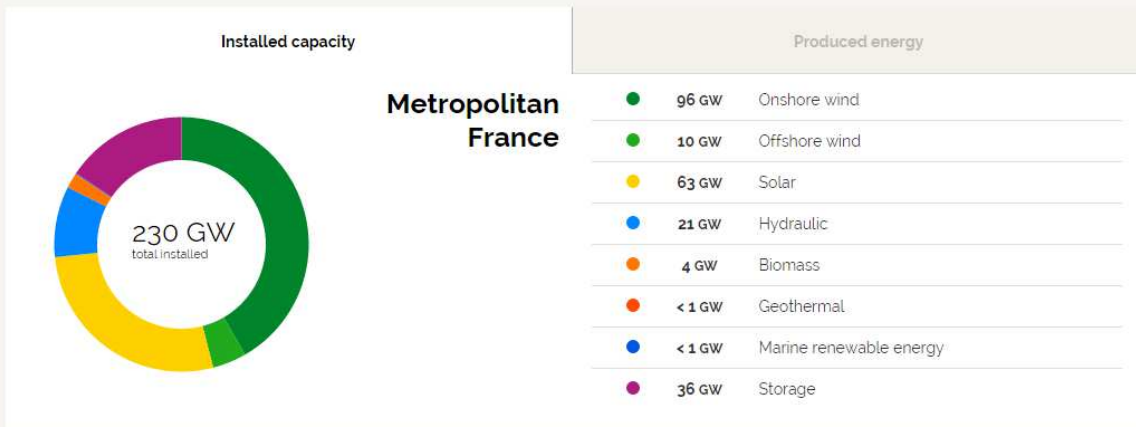 Installed capacity
Produced energy
Metropolitan
France
230 GW
total installed
96 GW Onshore wind
10 GW Offshore wind
63 GW Solar
21 GW Hydraulic
4 GW Biomass
< 1 GW Geothermal
< 1 GW Marine renewable energy
36 GW Storage